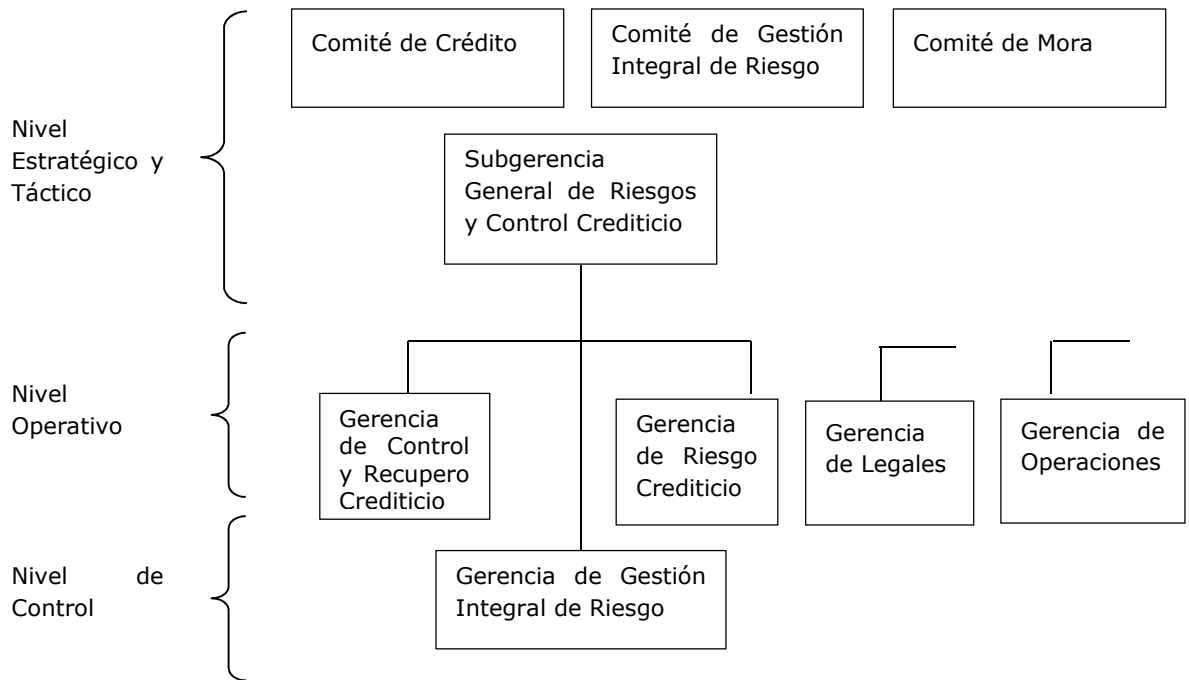 Comité de Crédito
Comité de Gestión
Integral de Riesgo
Comité de Mora
Nivel
Estratégico y
Táctico
Subgerencia
General de Riesgos
y Control Crediticio
Nivel
Operativo
Gerencia
de Control
y Recupero
Crediticio
Gerencia
de Riesgo
Crediticio
Gerencia
de Legales
Gerencia de
Operaciones
Nivel de
Control
Gerencia de Gestión
Integral de Riesgo